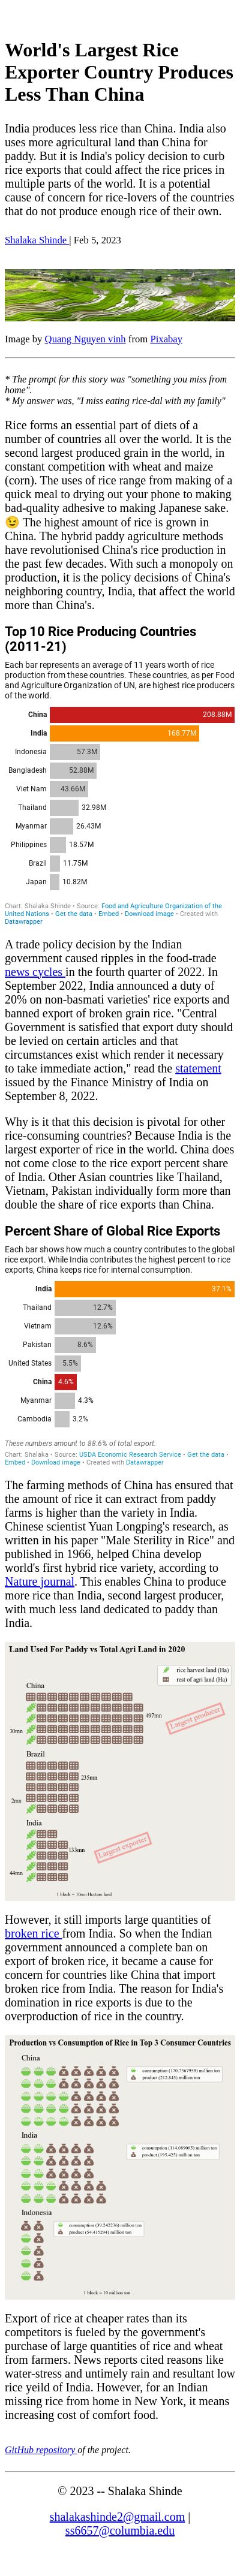 World's Largest Rice
Exporter Country Produces
Less Than China
India produces less rice than China. India also
uses more agricultural land than China for
paddy. But it is India's policy decision to curb
rice exports that could affect the rice prices in
multiple parts of the world. It is a potential
cause of concern for rice-lovers of the countries
that do not produce enough rice of their own.
Shalaka Shinde | Feb 5, 2023
Image by Quang Nguyen vinh from Pixabay
* The prompt for this story was "something you miss from
home".
* My answer was, "I miss eating rice-dal with my family"
Rice forms an essential part of diets of a
number of countries all over the world. It is the
second largest produced grain in the world, in
constant competition with wheat and maize
(corn). The uses of rice range from making of a
quick meal to drying out your phone to making
high-quality adhesive to making Japanese sake.
😉 The highest amount of rice is grown in
China. The hybrid paddy agriculture methods
have revolutionised China's rice production in
the past few decades. With such a monopoly on
production, it is the policy decisions of China's
neighboring country, India, that affect the world
more than China's.
Top 10 Rice Producing Countries
(2011-21)
Each bar represents an average of 11 years worth of rice
production from these countries. These countries, as per Food
and Agriculture Organization of UN, are highest rice producers
of the world.
China 208.88M
India 168.77M
Indonesia 57.3M
Bangladesh 52.88M
Viet Nam 43.66M
Thailand 32.98M
Myanmar 26.43M
Philippines 18.57M
Brazil 11.75M
Japan 10.82M
Chart: Shalaka Shinde • Source: Food and Agriculture Organization of the
United Nations • Get the data • Embed • Download image • Created with
Datawrapper
A trade policy decision by the Indian
government caused ripples in the food-trade
news cycles in the fourth quarter of 2022. In
September 2022, India announced a duty of
20% on all non-basmati varieties' rice exports and
banned export of broken grain rice. "Central
Government is satisfied that export duty should
be levied on certain articles and that
circumstances exist which render it necessary
to take immediate action," read the statement
issued by the Finance Ministry of India on
September 8, 2022.
Why is it that this decision is pivotal for other
rice-consuming countries? Because India is the
largest exporter of rice in the world. China does
not come close to the rice export percent share
of India. Other Asian countries like Thailand,
Vietnam, Pakistan individually form more than
double the share of rice exports than China.
Percent Share of Global Rice Exports
Each bar shows how much a country contributes to the global
rice export. While India contributes the highest percent to rice
exports, China keeps rice for internal consumption.
India 37.1%
Thailand 12.7%
Vietnam 12.6%
Pakistan 8.6%
United States 5.5%
China 4.6%
Myanmar 4.3%
Cambodia 3.2%
These numbers amount to 88.6% of total export.
Chart: Shalaka • Source: USDA Economic Research Service • Get the data •
Embed • Download image • Created with Datawrapper
The farming methods of China has ensured that
the amount of rice it can extract from paddy
farms is higher than the variety in India.
Chinese scientist Yuan Longping's research, as
written in his paper "Male Sterility in Rice" and
published in 1966, helped China develop
world's first hybrid rice variety, according to
Nature journal. This enables China to produce
more rice than India, second largest producer,
with much less land dedicated to paddy than
India.
Land Used For Paddy vs Total Agri Land in 2020
rice harvest land (Ha)
rest of agri land (Ha)
China
30mn
497mn
Largest producer
Brazil
235mn
2mn
India
133mn
44mn
Largest exporter
1 block = 10mn Hectare land
However, it still imports large quantities of
broken rice from India. So when the Indian
government announced a complete ban on
export of broken rice, it became a cause for
concern for countries like China that import
broken rice from India. The reason for India's
domination in rice exports is due to the
overproduction of rice in the country.
Production vs Consumption of Rice in Top 3 Consumer Countries
China
product (212.843) million ton
India
product (195.425) million ton
Indonesia
product (54.415294) million ton
1 block = 10 million ton
Export of rice at cheaper rates than its
competitors is fueled by the government's
purchase of large quantities of rice and wheat
from farmers. News reports cited reasons like
water-stress and untimely rain and resultant low
rice yeild of India. However, for an Indian
missing rice from home in New York, it means
increasing cost of comfort food.
GitHub repository of the project.
© 2023 -- Shalaka Shinde
shalakashinde2@gmail.com |
ss6657@columbia.edu